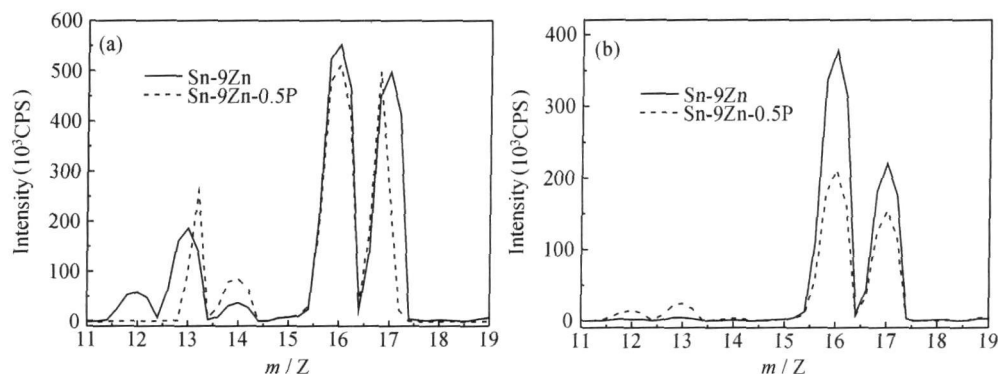 600
500
400
300
200
100
0
Intensity (10³CPS)
(a)
Sn-9Zn
Sn-9Zn-0.5P
11 12 13 14 15 16 17 18 19
m / Z
400
300
200
100
0
Intensity (10³CPS)
(b)
Sn-9Zn
Sn-9Zn-0.5P
11 12 13 14 15 16 17 18 19
m / Z